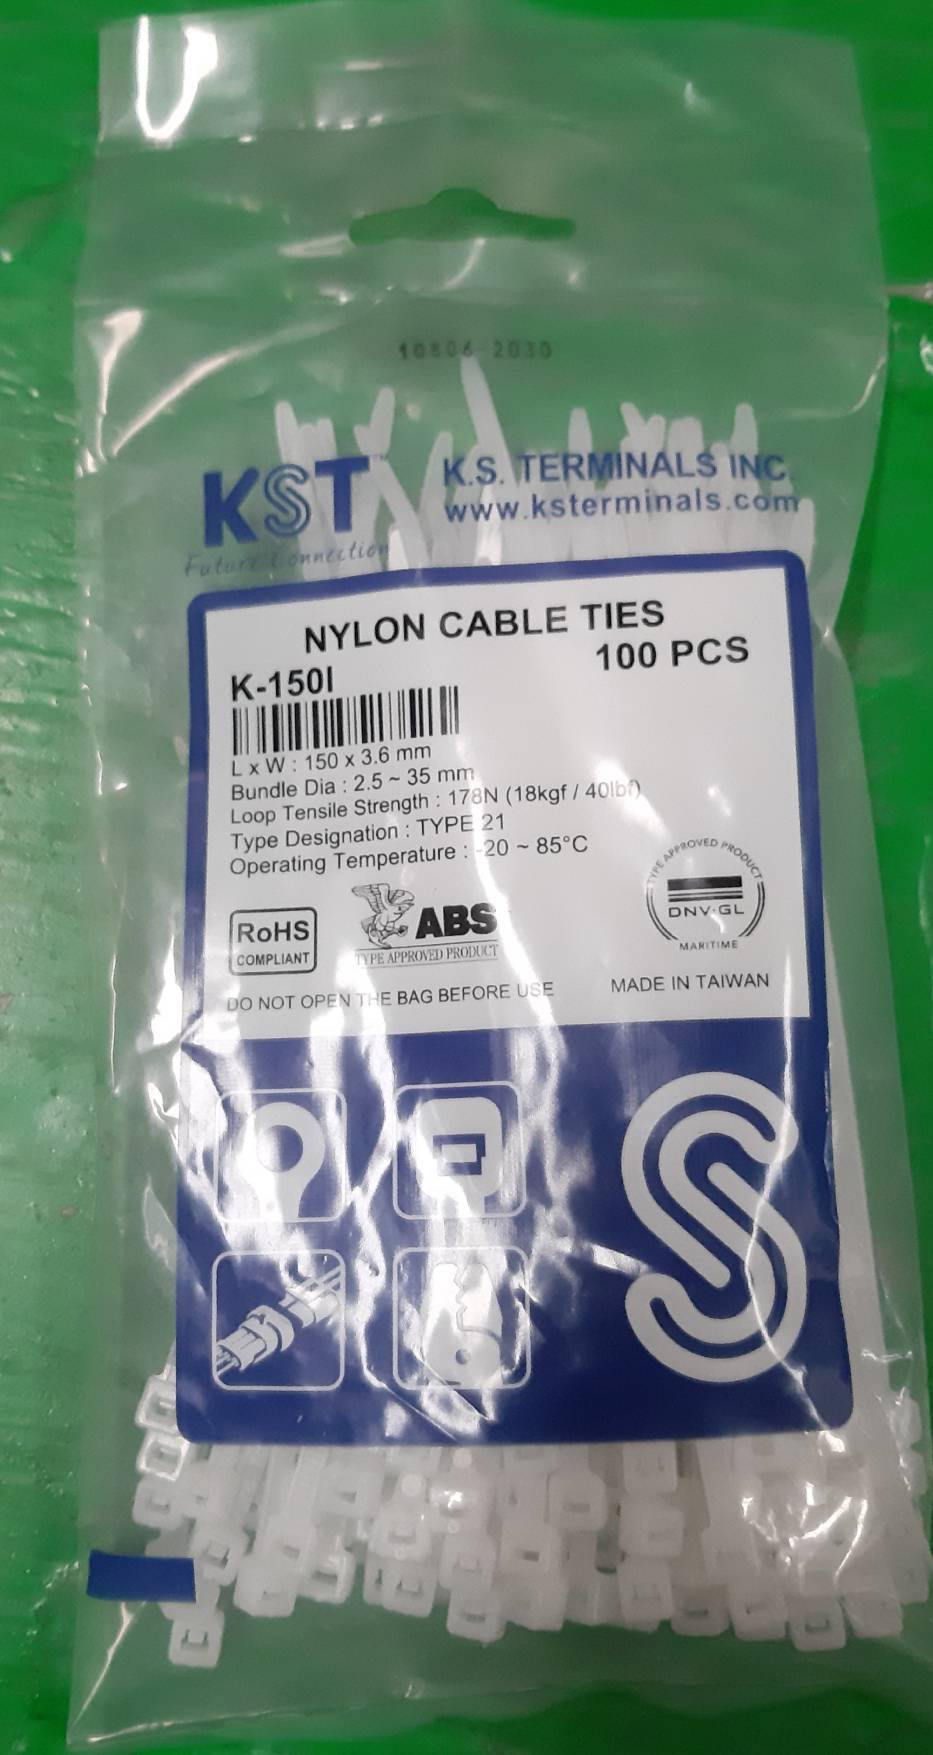 10806-2030
KST™
K.S. TERMINALS INC.
www.ksterminals.com
Future Connection
NYLON CABLE TIES
100 PCS
K-150I
L x W : 150 x 3.6 mm
Bundle Dia : 2.5 ~ 35 mm
Loop Tensile Strength : 178N (18kgf / 40lbf)
Type Designation : TYPE 21
Operating Temperature : -20 ~ 85°C
RoHS
COMPLIANT
ABS
TYPE APPROVED PRODUCT
TYPE APPROVED PRODUCT
DNV·GL
MARITIME
DO NOT OPEN THE BAG BEFORE USE
MADE IN TAIWAN